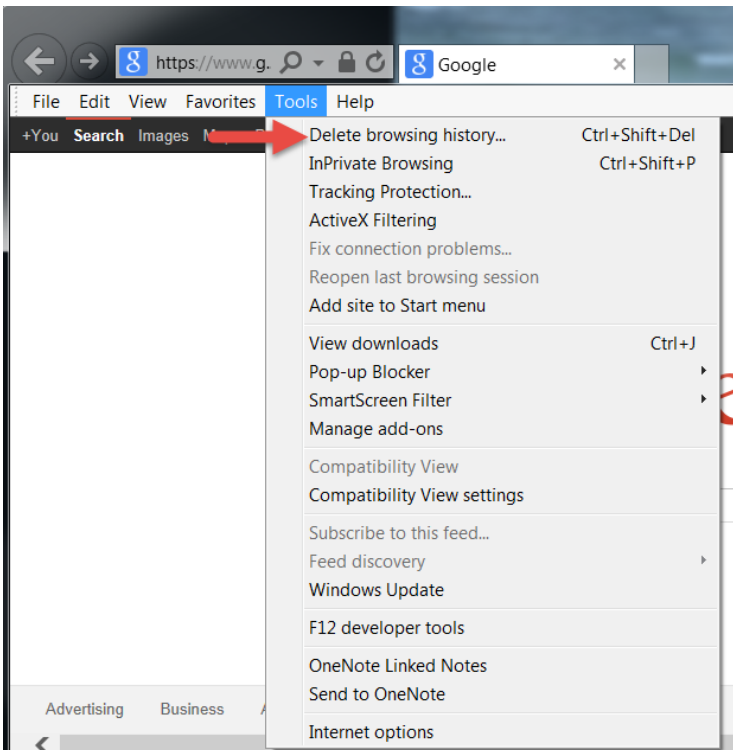 https://www.g.
Google
File Edit View Favorites Tools Help
+You Search Images
Delete browsing history... Ctrl+Shift+Del
InPrivate Browsing Ctrl+Shift+P
Tracking Protection...
ActiveX Filtering
Fix connection problems...
Reopen last browsing session
Add site to Start menu
View downloads Ctrl+J
Pop-up Blocker
SmartScreen Filter
Manage add-ons
Compatibility View
Compatibility View settings
Subscribe to this feed...
Feed discovery
Windows Update
F12 developer tools
OneNote Linked Notes
Send to OneNote
Advertising Business
Internet options